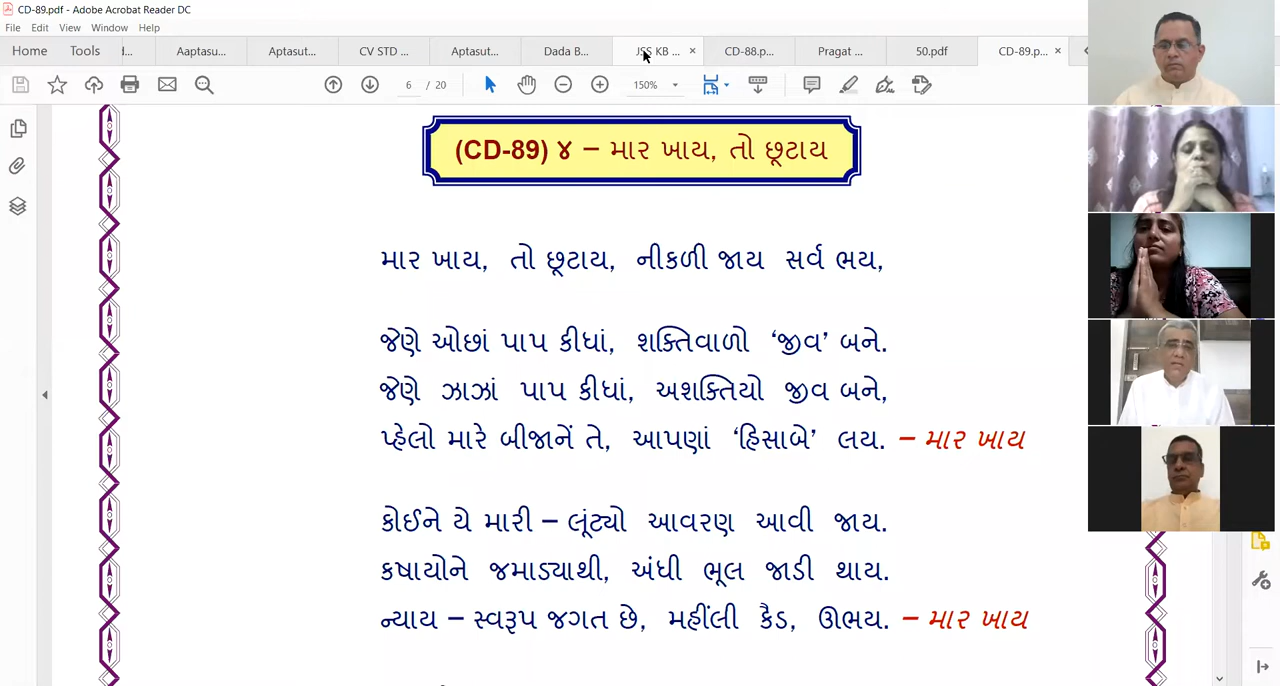 CD-89.pdf - Adobe Acrobat Reader DC
File Edit View Window Help
Home Tools d... Aaptasu... Aptasut... CV STD ... Aptasut... Dada B... JSS KB ... × CD-88.p... Pragat ... 50.pdf CD-89.p... ×
6 / 20 150%
(CD-89) ૪ – માર ખાય, તો છૂટાય
માર ખાય, તો છૂટાય, નીકળી જાય સર્વ ભય,
જેણે ઓછાં પાપ કીધાં, શક્તિવાળો ‘જીવ’ બને.
જેણે ઝાઝાં પાપ કીધાં, અશક્તિયો જીવ બને,
પ્હેલો મારે બીજાનેં તે, આપણાં ‘હિસાબે’ લય. – માર ખાય
કોઈને યે મારી – લૂંટ્યો આવરણ આવી જાય.
કષાયોને જમાડ્યાથી, અંધી ભૂલ જાડી થાય.
ન્યાય – સ્વરૂપ જગત છે, મહીંલી કૈડ, ઊભય. – માર ખાય